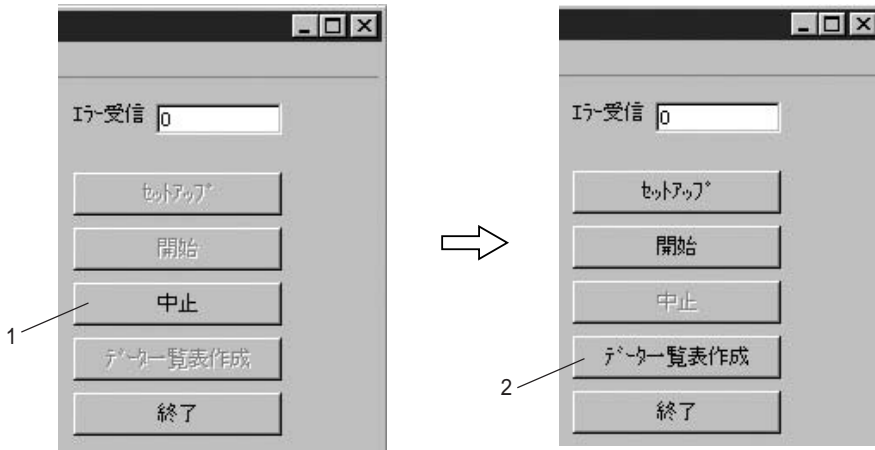 ｴﾗｰ受信 0
ｾｯﾄｱｯﾌﾟ
開始
1
中止
ﾃﾞｰﾀ一覧表作成
終了
ｴﾗｰ受信 0
ｾｯﾄｱｯﾌﾟ
開始
中止
2
ﾃﾞｰﾀ一覧表作成
終了